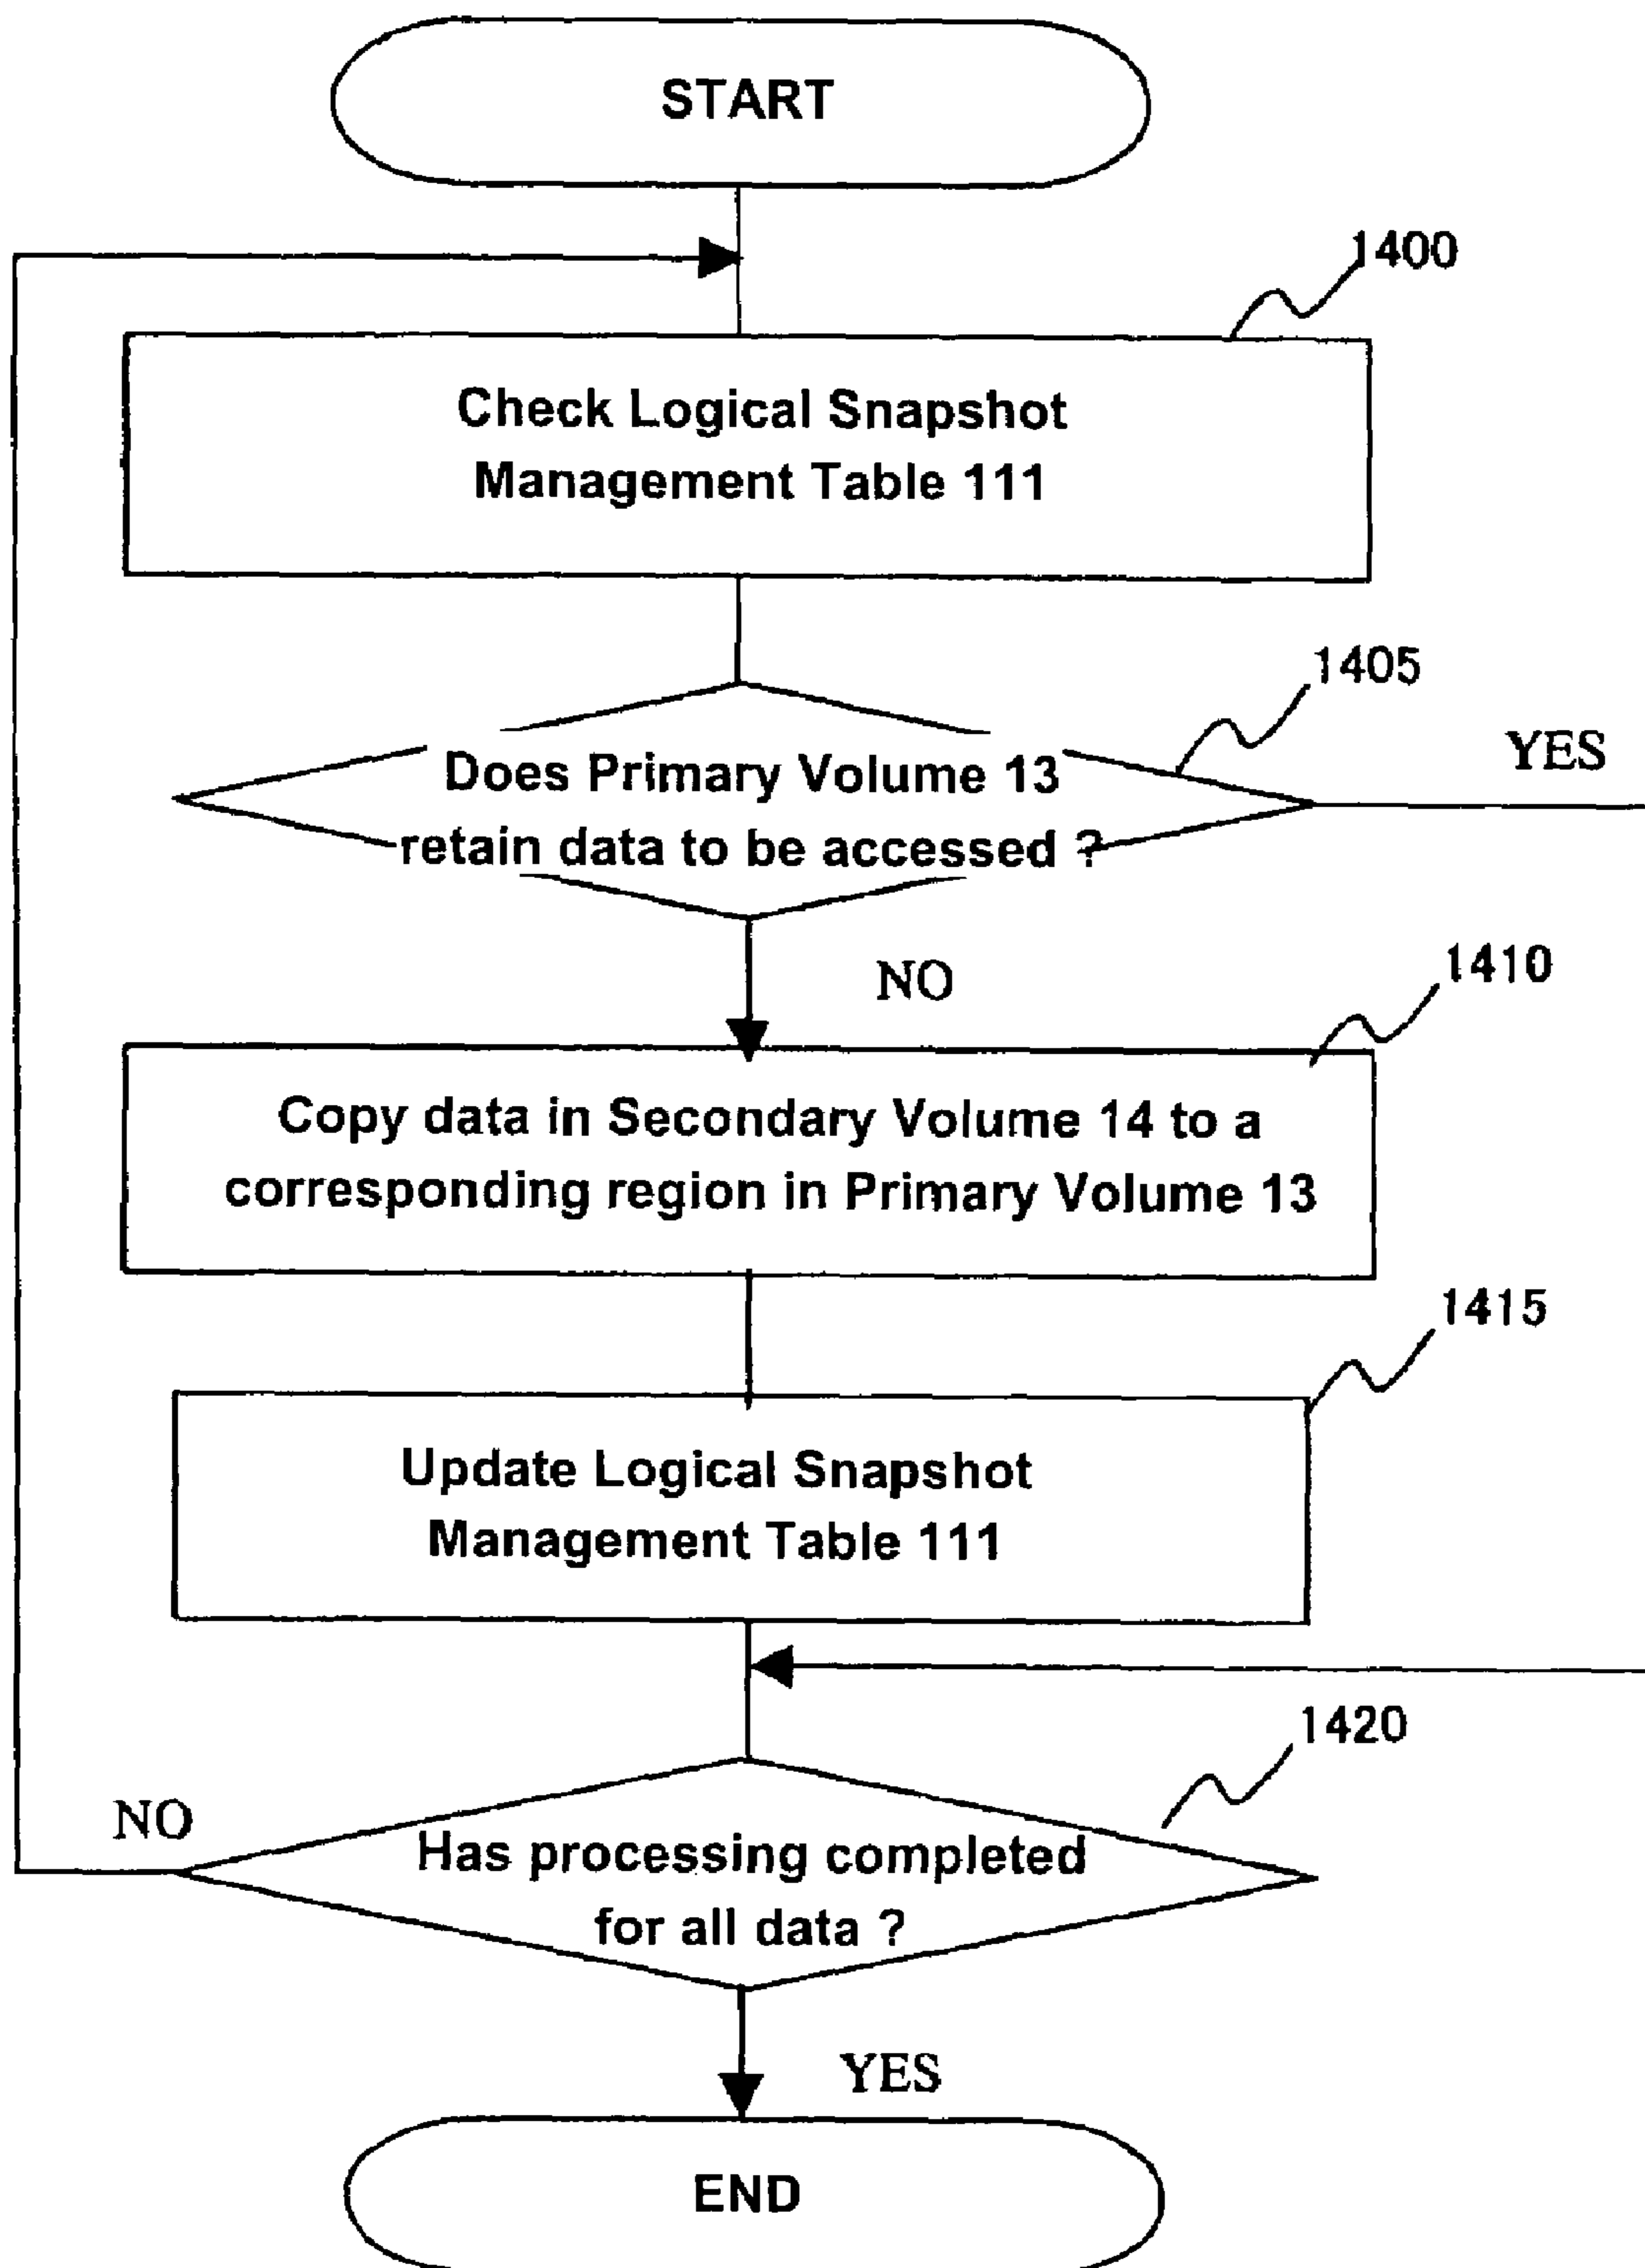 START
1400
Check Logical Snapshot
Management Table 111
1405
YES
Does Primary Volume 13
retain data to be accessed ?
NO
1410
Copy data in Secondary Volume 14 to a
corresponding region in Primary Volume 13
1415
Update Logical Snapshot
Management Table 111
1420
NO
Has processing completed
for all data ?
YES
END